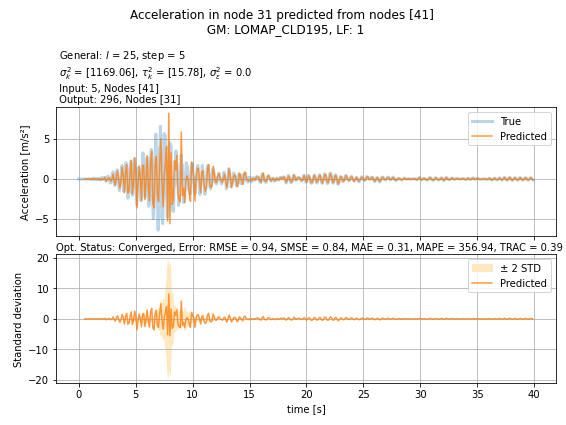 Acceleration in node 31 predicted from nodes [41]
GM: LOMAP_CLD195, LF: 1
General: l = 25, step = 5
σ²ₖ = [1169.06], τ²ₖ = [15.78], σ²_ε = 0.0
Input: 5, Nodes [41]
Output: 296, Nodes [31]
Acceleration [m/s²]
5
0
−5
True
Predicted
Opt. Status: Converged, Error: RMSE = 0.94, SMSE = 0.84, MAE = 0.31, MAPE = 356.94, TRAC = 0.39
Standard deviation
20
10
0
−10
−20
± 2 STD
Predicted
0 5 10 15 20 25 30 35 40
time [s]